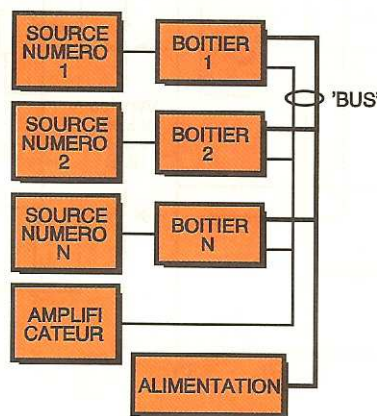 SOURCE
NUMERO
1
BOITIER
1
'BUS'
SOURCE
NUMERO
2
BOITIER
2
SOURCE
NUMERO
N
BOITIER
N
AMPLIFI
CATEUR
ALIMENTATION